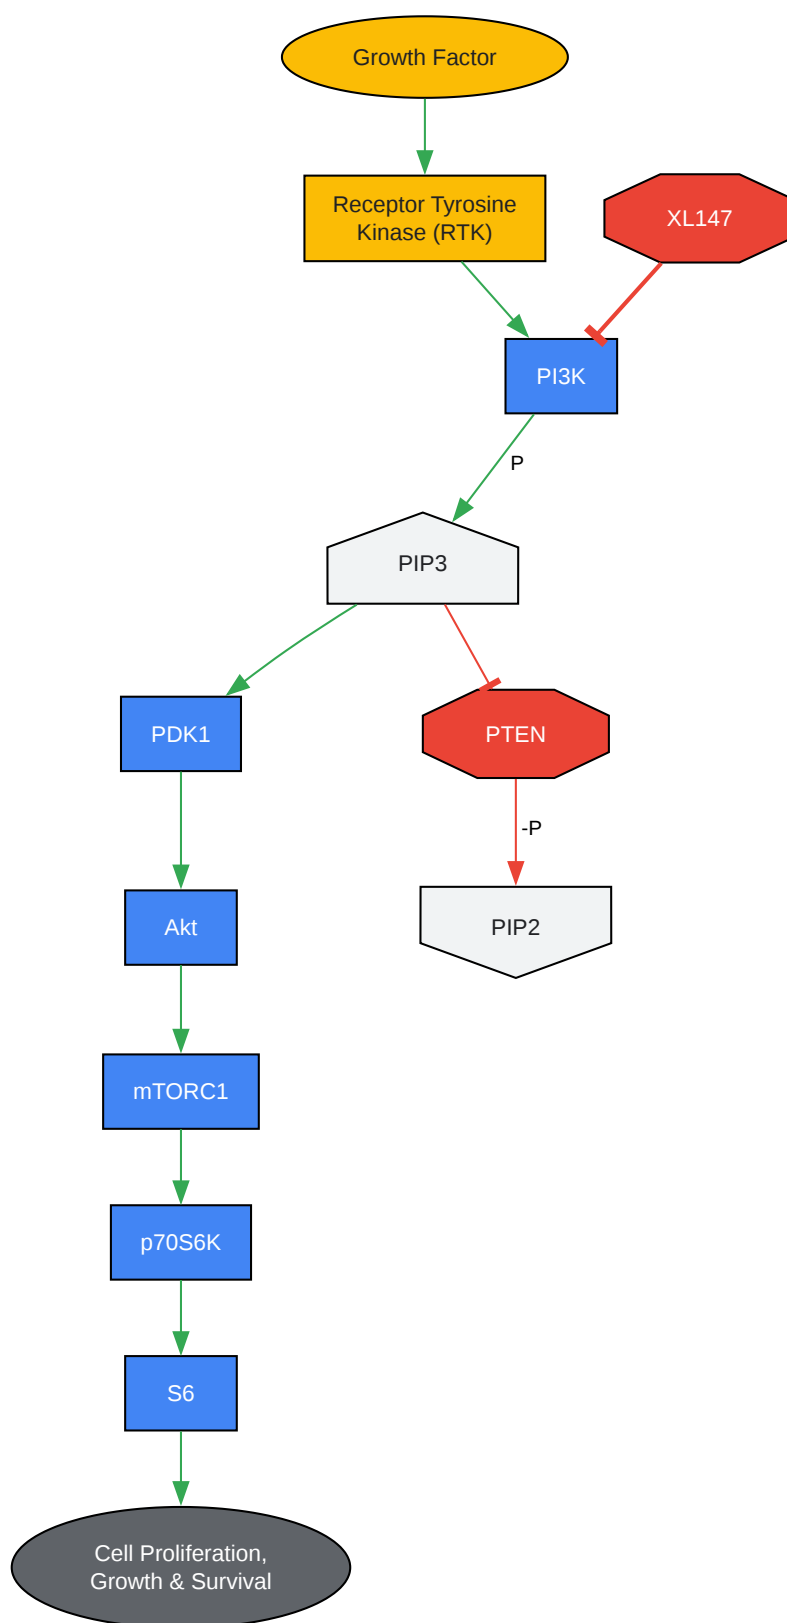 Growth Factor
Receptor Tyrosine
Kinase (RTK)
XL147
PI3K
P
PIP3
PDK1
PTEN
-P
Akt
PIP2
mTORC1
p70S6K
S6
Cell Proliferation,
Growth & Survival